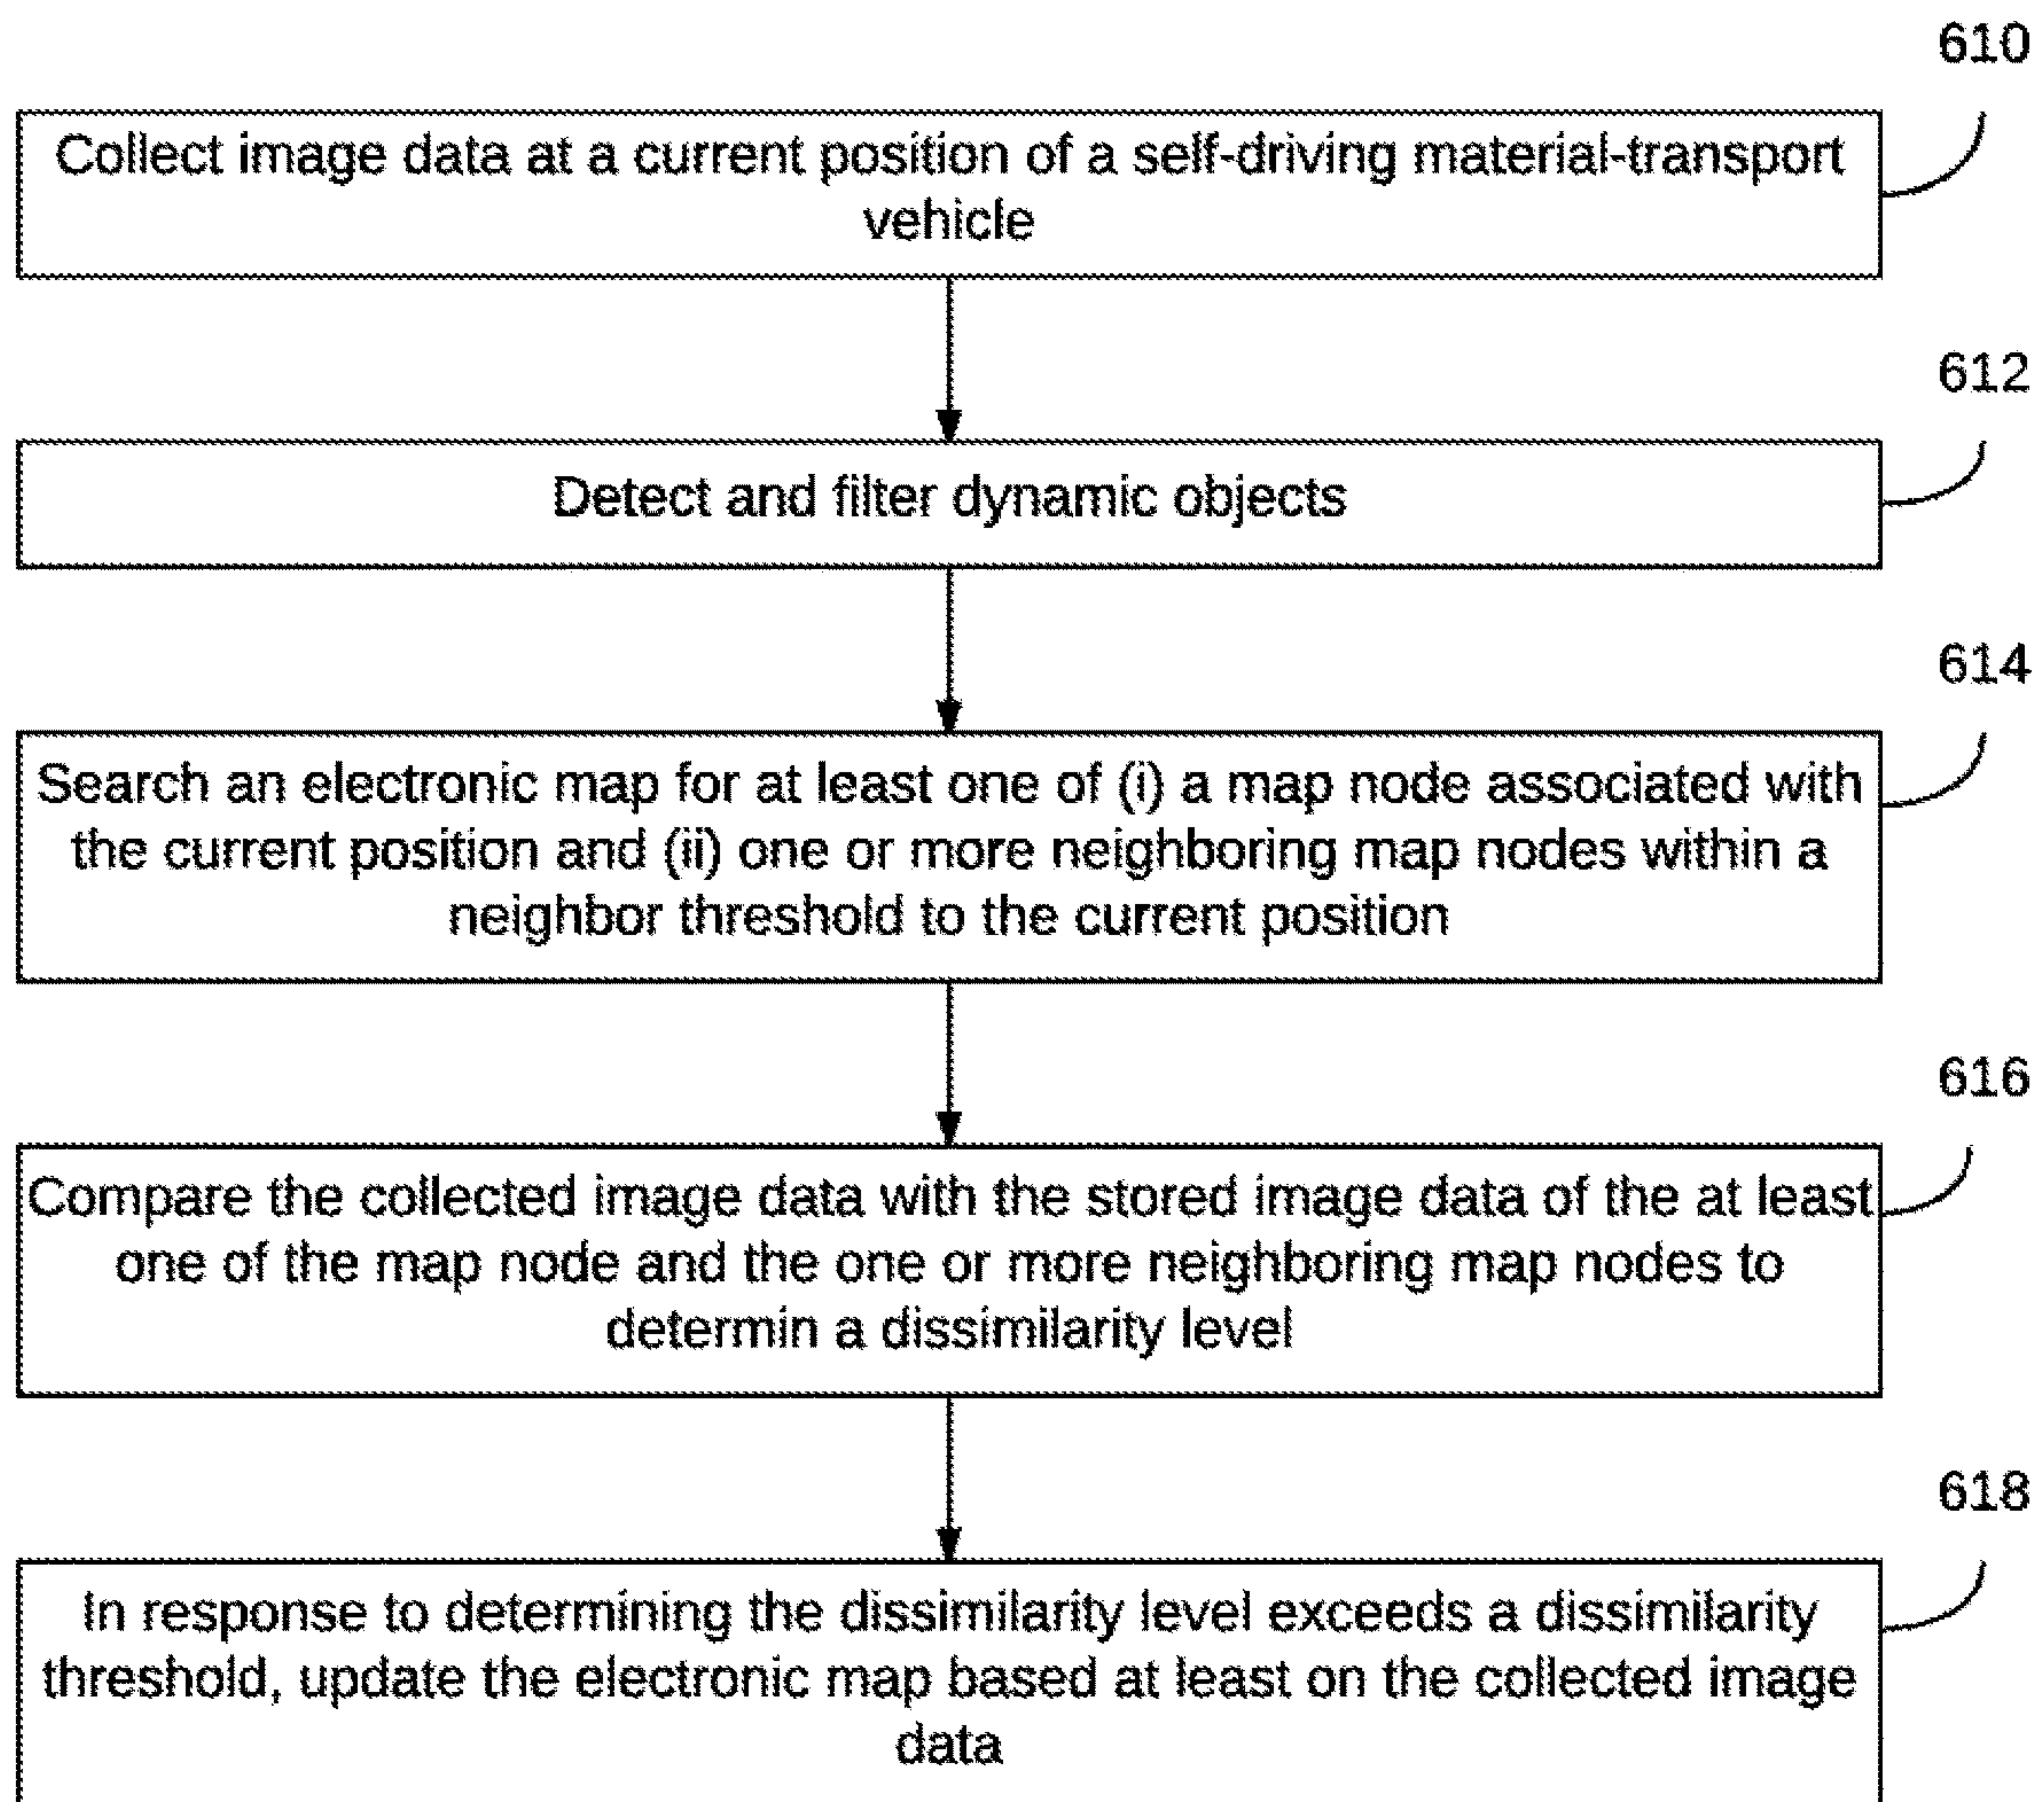 610
Collect image data at a current position of a self-driving material-transport
vehicle
612
Detect and filter dynamic objects
614
Search an electronic map for at least one of (i) a map node associated with
the current position and (ii) one or more neighboring map nodes within a
neighbor threshold to the current position
616
Compare the collected image data with the stored image data of the at least
one of the map node and the one or more neighboring map nodes to
determin a dissimilarity level
618
In response to determining the dissimilarity level exceeds a dissimilarity
threshold, update the electronic map based at least on the collected image
data